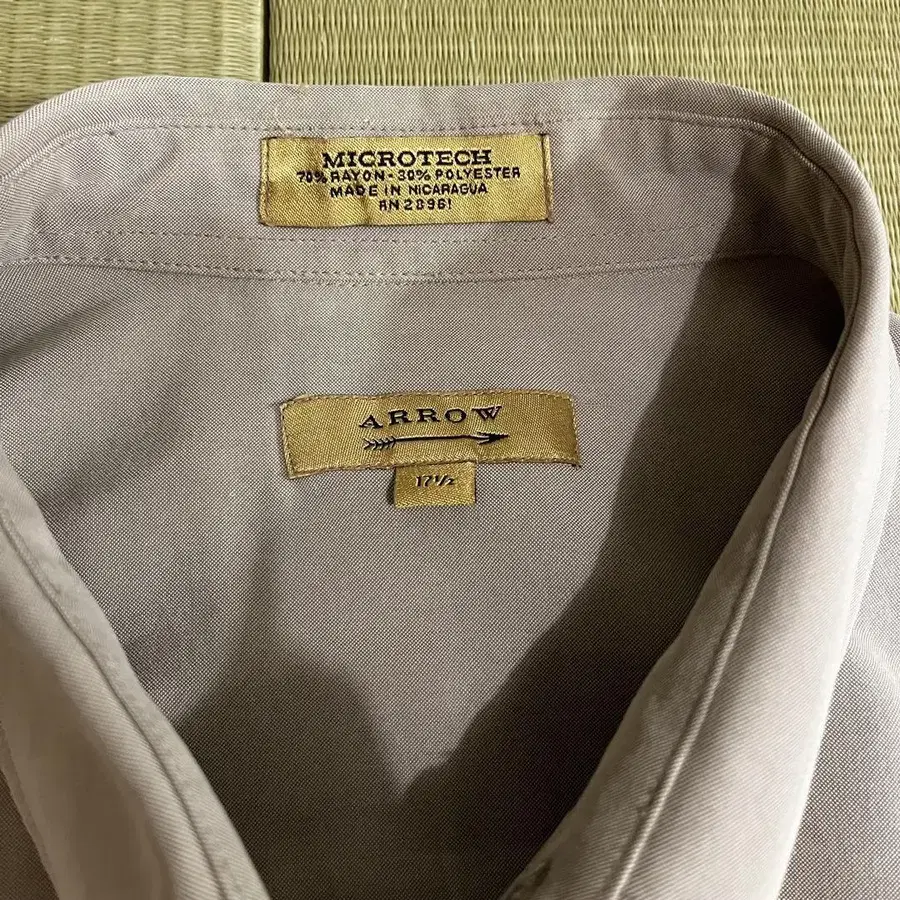 MICROTECH
70% RAYON - 30% POLYESTER
MADE IN NICARAGUA
RN 28961
ARROW
17½